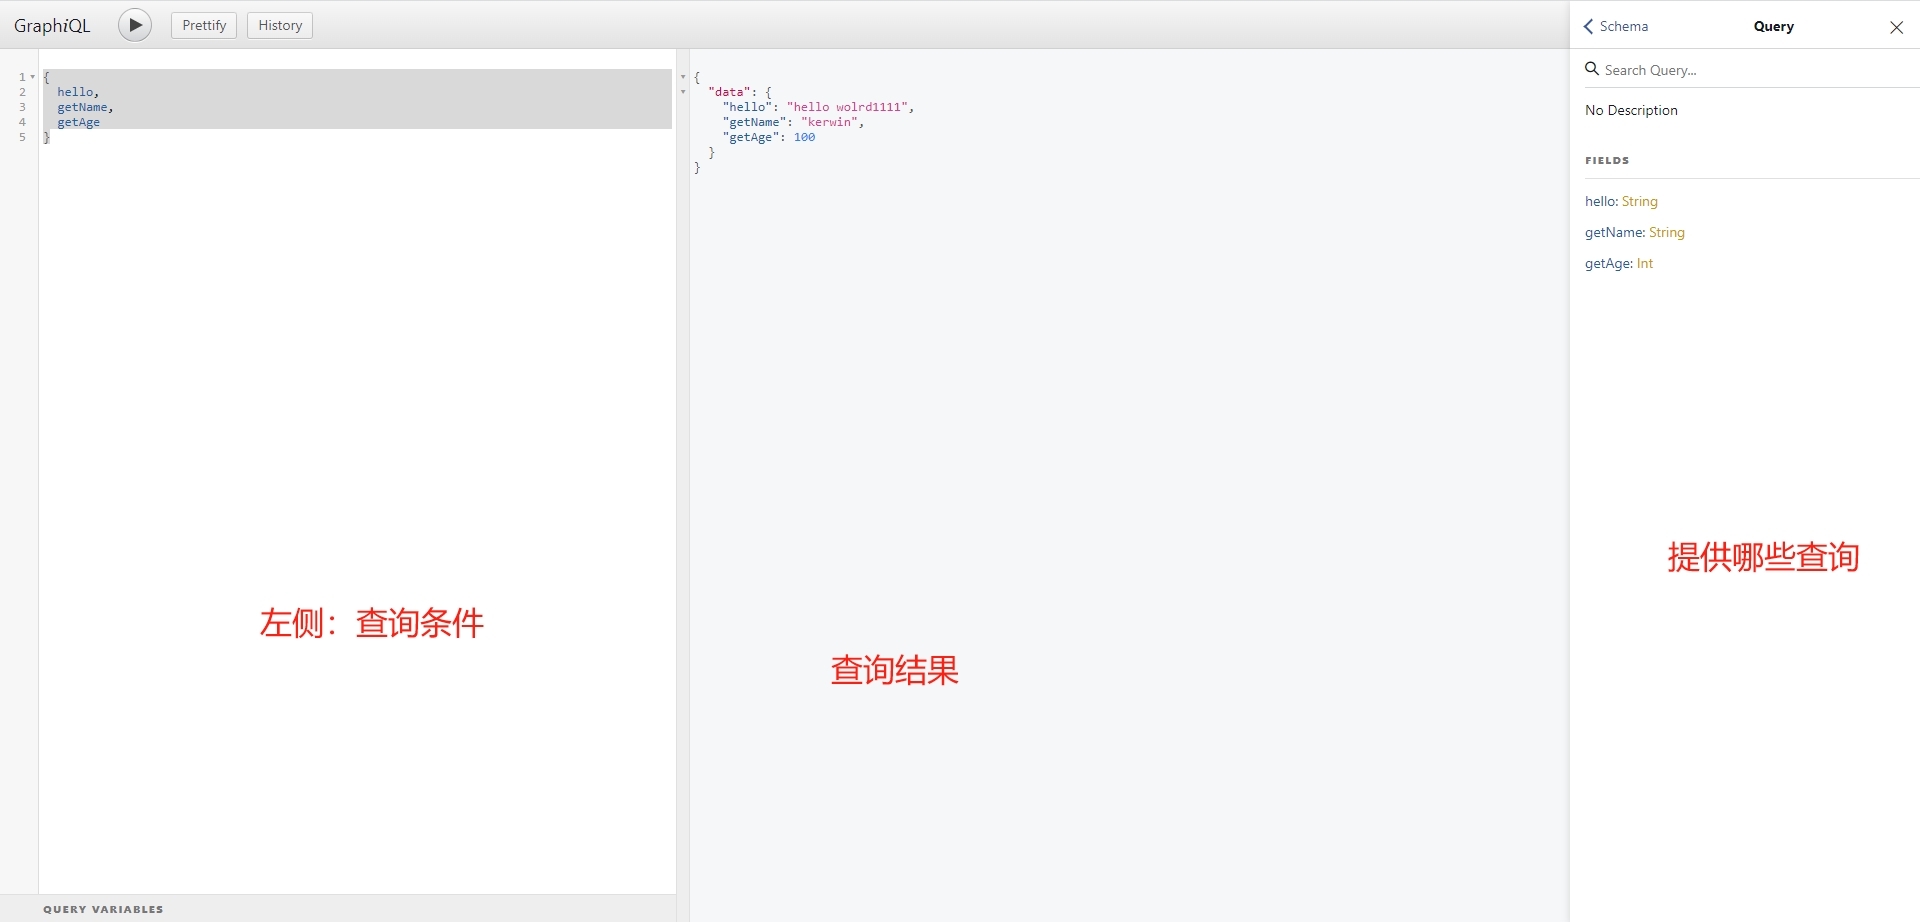 GraphiQL
Prettify
History
1 {
2 hello,
3 getName,
4 getAge
5 }
左侧：查询条件
QUERY VARIABLES
{
"data": {
"hello": "hello wolrd1111",
"getName": "kerwin",
"getAge": 100
}
}
查询结果
Schema
Query
Search Query...
No Description
FIELDS
hello: String
getName: String
getAge: Int
提供哪些查询